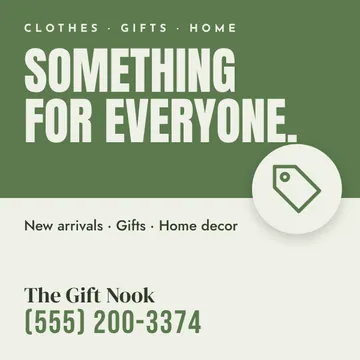 CLOTHES · GIFTS · HOME
SOMETHING
FOR EVERYONE.
New arrivals · Gifts · Home decor
The Gift Nook
(555) 200-3374